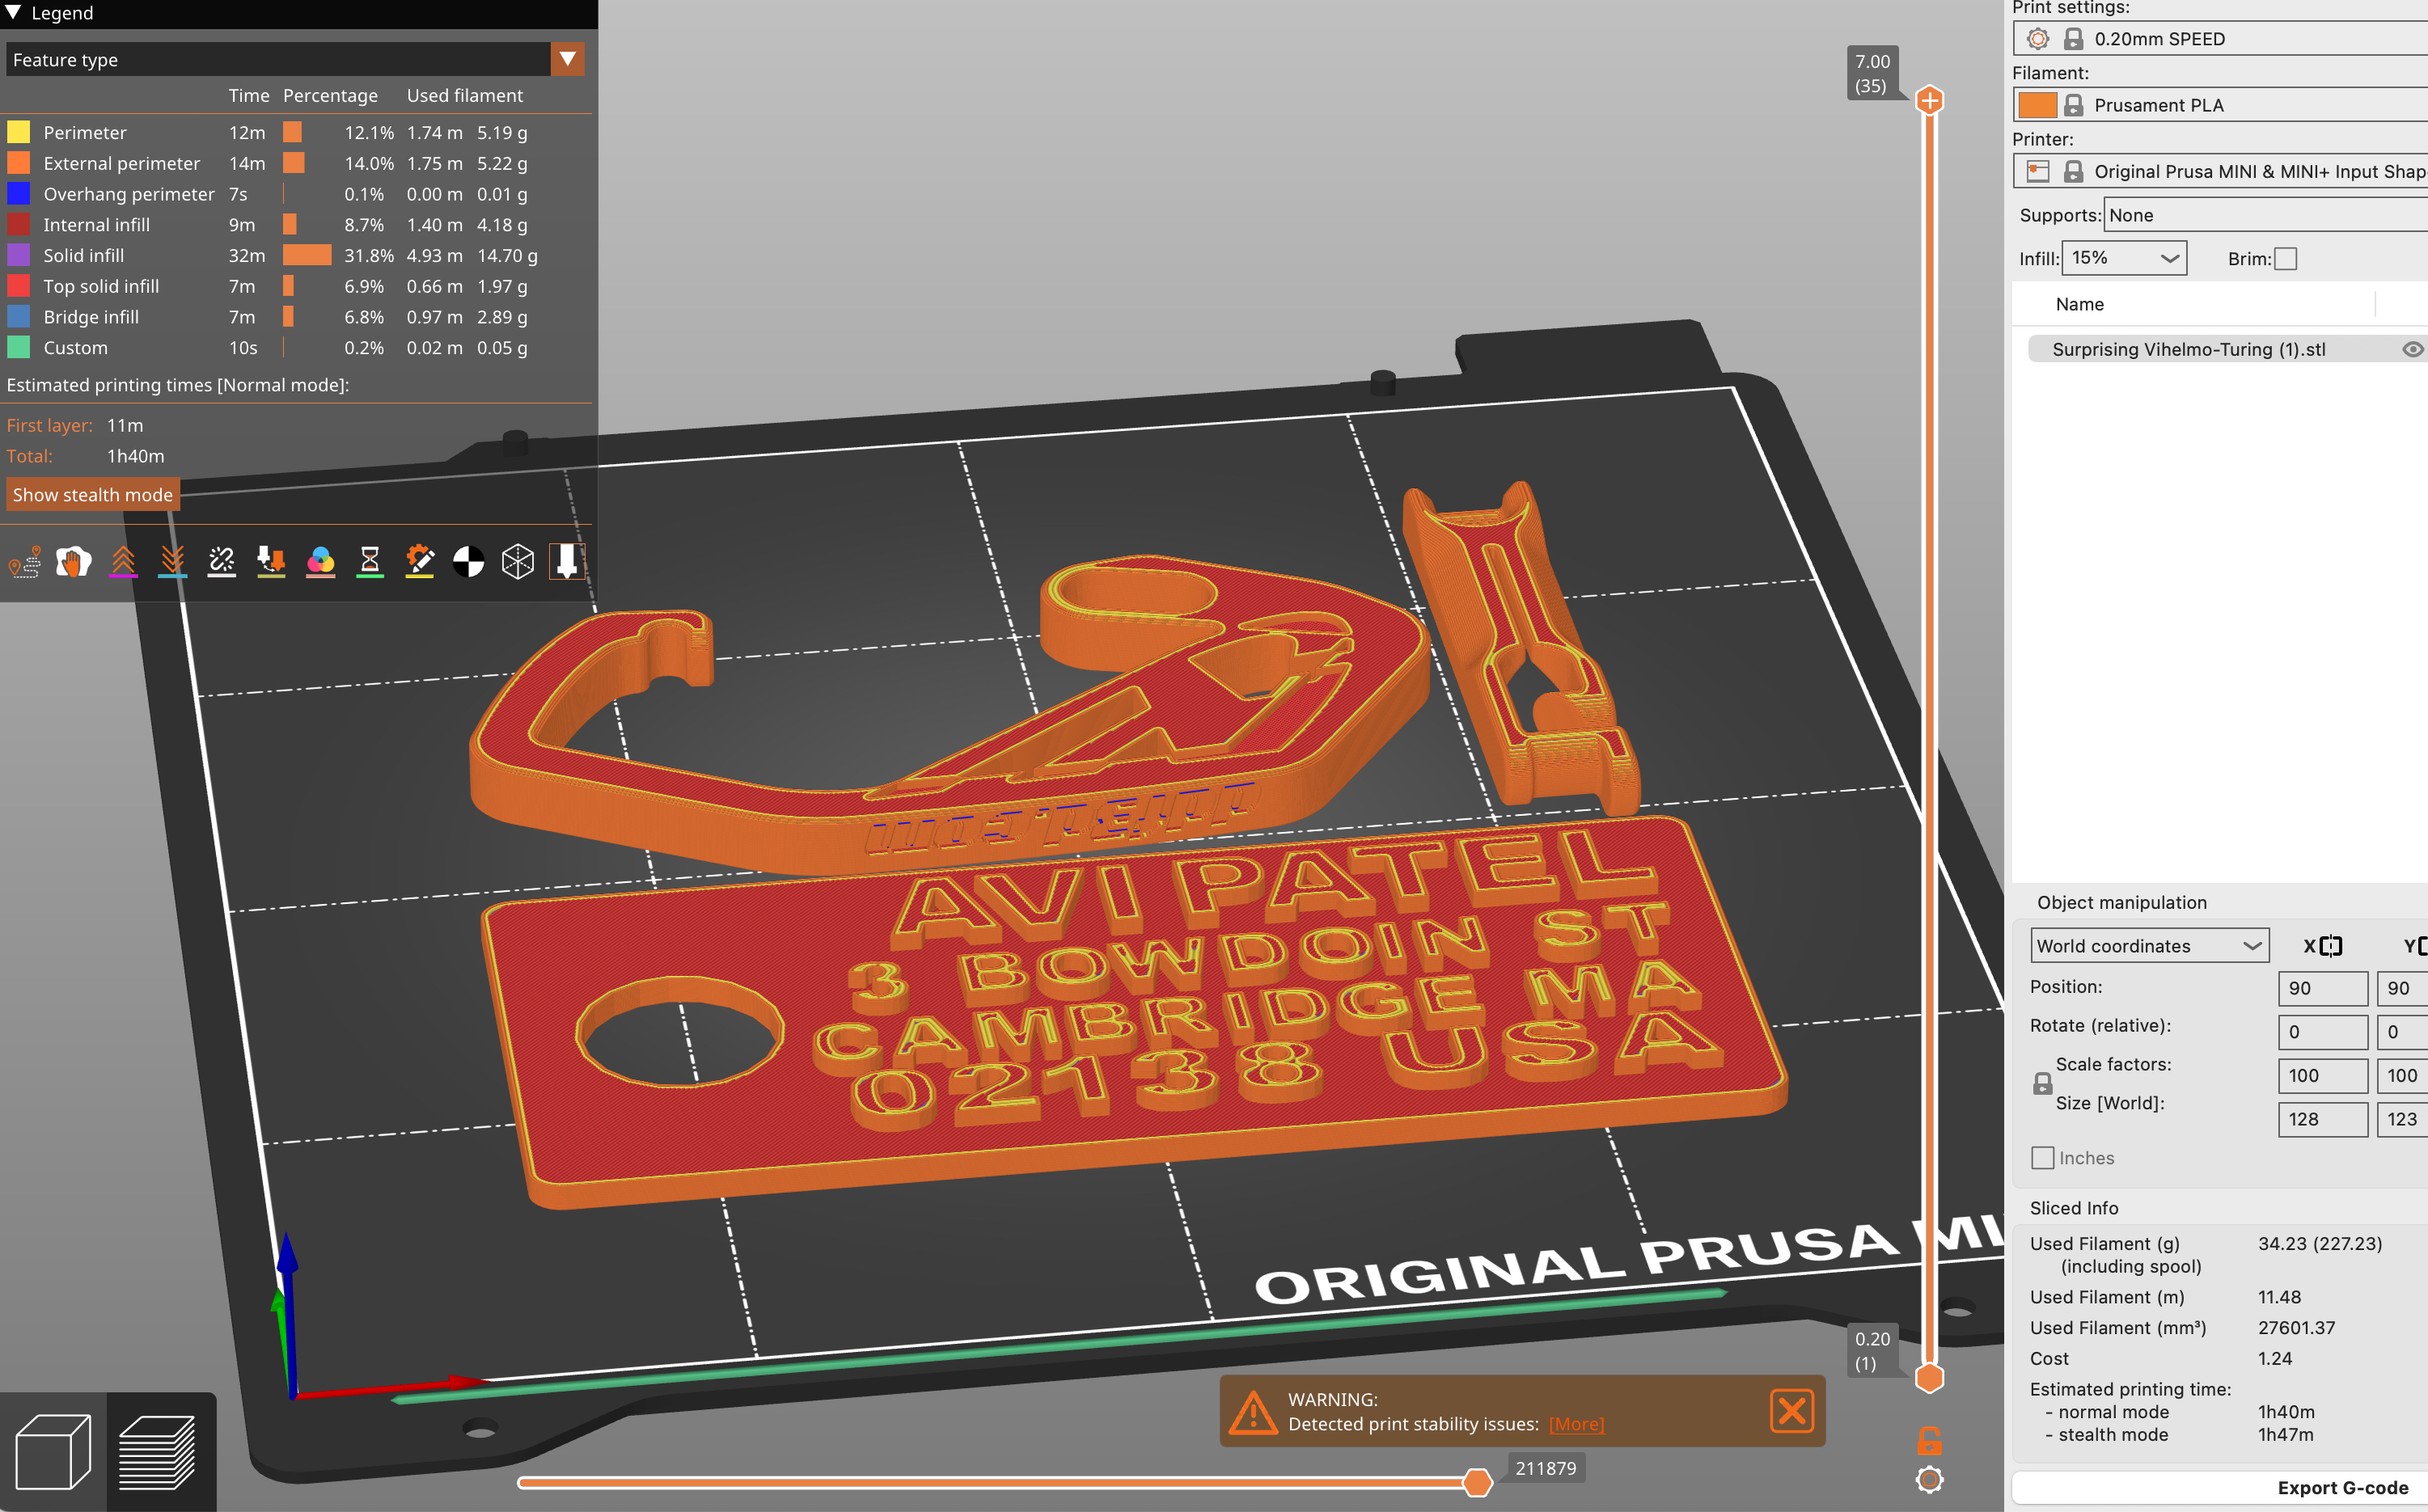 Legend
Feature type
Time Percentage Used filament
Perimeter 12m 12.1% 1.74 m 5.19 g
External perimeter 14m 14.0% 1.75 m 5.22 g
Overhang perimeter 7s 0.1% 0.00 m 0.01 g
Internal infill 9m 8.7% 1.40 m 4.18 g
Solid infill 32m 31.8% 4.93 m 14.70 g
Top solid infill 7m 6.9% 0.66 m 1.97 g
Bridge infill 7m 6.8% 0.97 m 2.89 g
Custom 10s 0.2% 0.02 m 0.05 g
Estimated printing times [Normal mode]:
First layer: 11m
Total: 1h40m
Show stealth mode
AVI PATEL
3 BOWDOIN ST
CAMBRIDGE MA
02138 USA
ORIGINAL PRUSA
7.00
(35)
0.20
(1)
WARNING:
Detected print stability issues: [More]
211879
Print settings:
0.20mm SPEED
Filament:
Prusament PLA
Printer:
Original Prusa MINI & MINI+ Input
Supports: None
Infill: 15% Brim:
Name
Surprising Vihelmo-Turing (1).stl
Object manipulation
World coordinates X Y
Position: 90 90
Rotate (relative): 0 0
Scale factors: 100 100
Size [World]: 128 123
Inches
Sliced Info
Used Filament (g) 34.23 (227.23)
(including spool)
Used Filament (m) 11.48
Used Filament (mm³) 27601.37
Cost 1.24
Estimated printing time:
- normal mode 1h40m
- stealth mode 1h47m
Export G-code